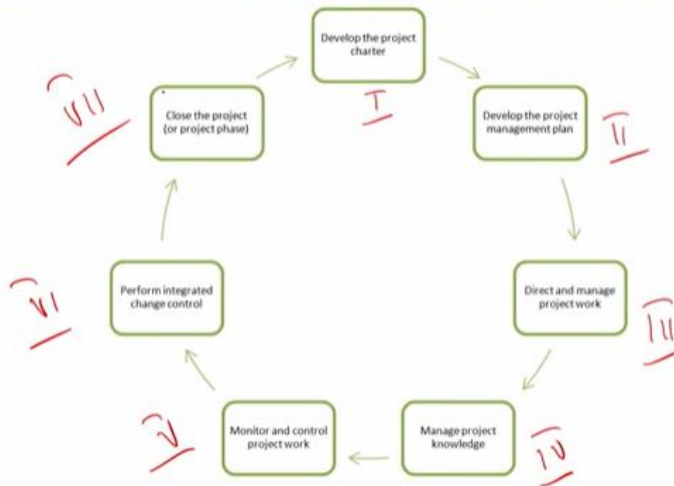 Develop the project
charter
I
Develop the project
management plan
II
Direct and manage
project work
III
Manage project
knowledge
IV
Monitor and control
project work
V
Perform integrated
change control
VI
Close the project
(or project phase)
VII